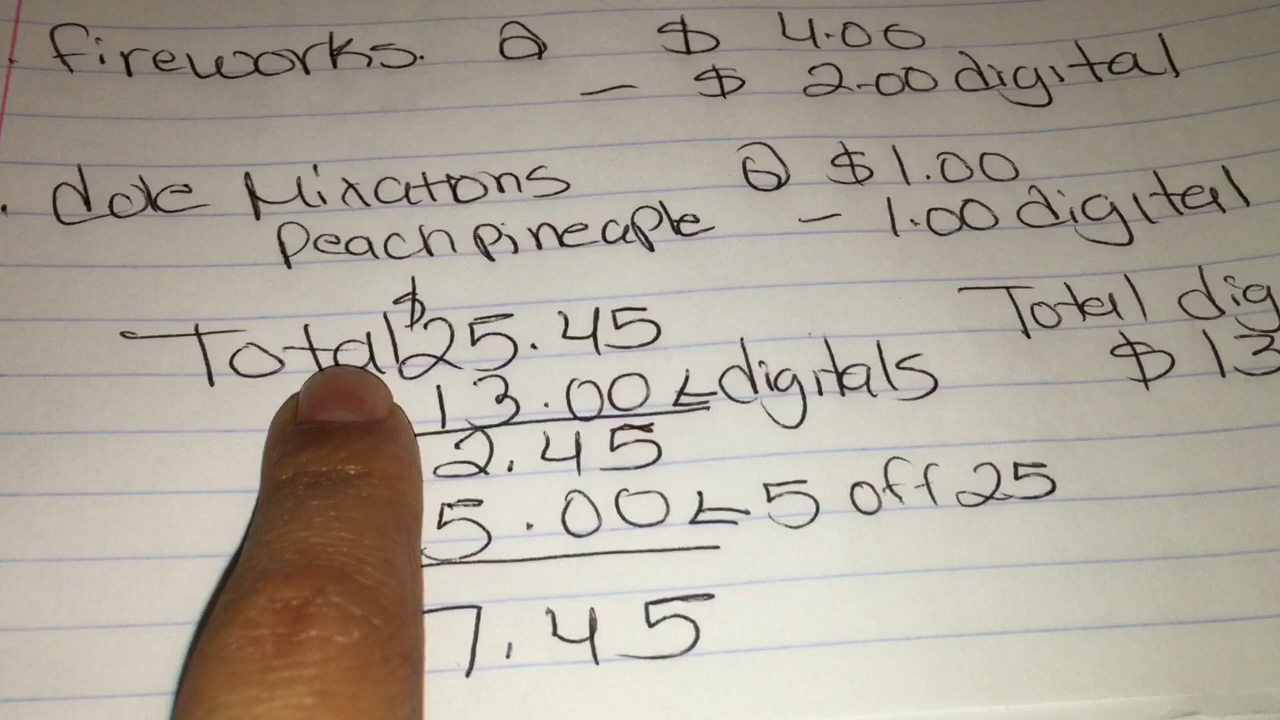 fireworks. @ $ 4.00
- $ 2.00 digital
. dole Mixations @ $1.00
Peach pineaple - 1.00 digital
Total $25.45
Total dig
13.00 < digitals
$ 13
2.45
5.00 < 5 off 25
7.45